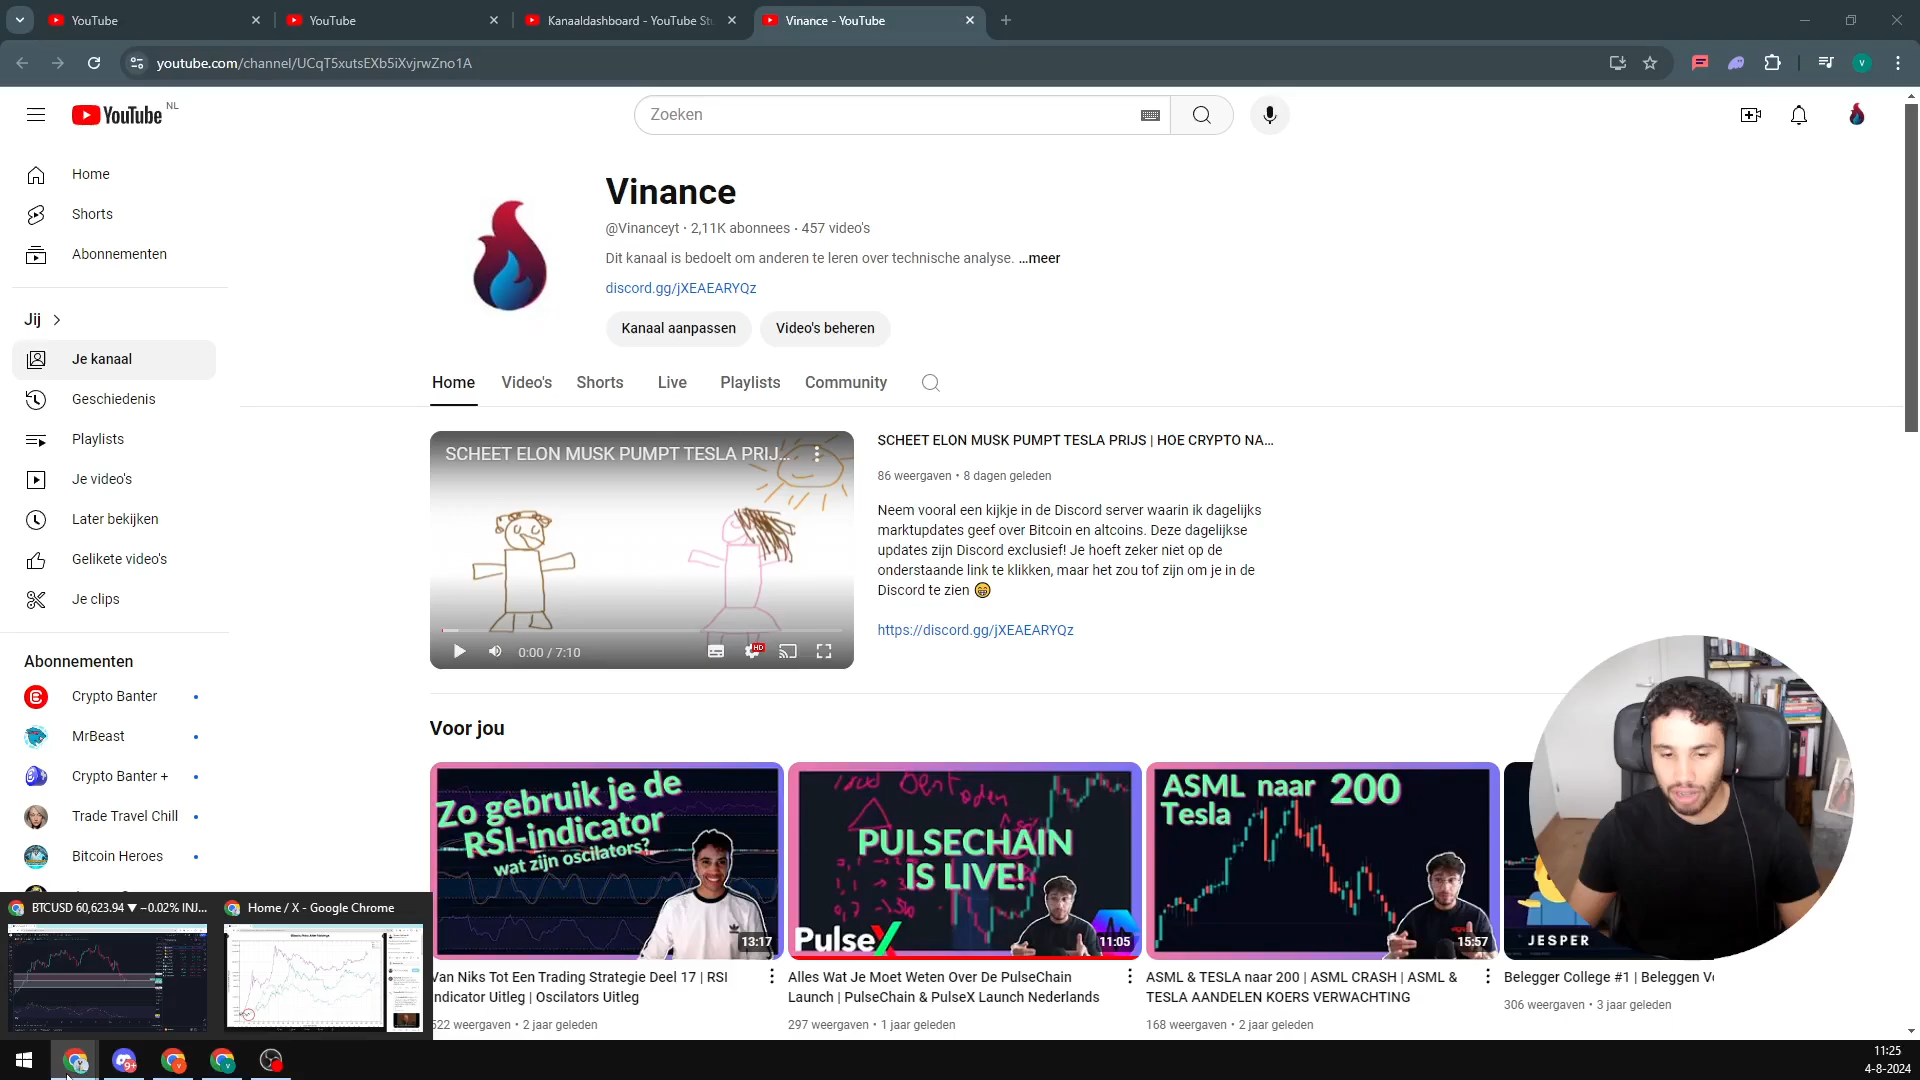 YouTube
YouTube
Kanaaldashboard - YouTube St
Vinance - YouTube
youtube.com/channel/UCqT5xutsEXb5iXvjrwZno1A
V
YouTube NL
Zoeken
Home
Shorts
Abonnementen
Jij
Je kanaal
Geschiedenis
Playlists
Je video's
Later bekijken
Gelikete video's
Je clips
Abonnementen
Crypto Banter
MrBeast
Crypto Banter +
Trade Travel Chill
Bitcoin Heroes
Vinance
@Vinanceyt · 2,11K abonnees · 457 video's
Dit kanaal is bedoelt om anderen te leren over technische analyse. ...meer
discord.gg/jXEAEARYQz
Kanaal aanpassen
Video's beheren
Home
Video's
Shorts
Live
Playlists
Community
SCHEET ELON MUSK PUMPT TESLA PRIJ...
0:00 / 7:10
HD
SCHEET ELON MUSK PUMPT TESLA PRIJS | HOE CRYPTO NA...
86 weergaven • 8 dagen geleden
Neem vooral een kijkje in de Discord server waarin ik dagelijks
marktupdates geef over Bitcoin en altcoins. Deze dagelijkse
updates zijn Discord exclusief! Je hoeft zeker niet op de
onderstaande link te klikken, maar het zou tof zijn om je in de
Discord te zien 😁
https://discord.gg/jXEAEARYQz
Voor jou
Zo gebruik je de
RSI-indicator
wat zijn oscilators?
13:17
Van Niks Tot Een Trading Strategie Deel 17 | RSI
ndicator Uitleg | Oscilators Uitleg
522 weergaven • 2 jaar geleden
PULSECHAIN
IS LIVE!
PulseX
11:05
Alles Wat Je Moet Weten Over De PulseChain
Launch | PulseChain & PulseX Launch Nederlands
297 weergaven • 1 jaar geleden
ASML naar 200
Tesla
15:57
ASML & TESLA naar 200 | ASML CRASH | ASML &
TESLA AANDELEN KOERS VERWACHTING
168 weergaven • 2 jaar geleden
JESPER
Belegger College #1 | Beleggen Vo
306 weergaven • 3 jaar geleden
BTCUSD 60,623.94 ▼ −0.02% INJ...
Home / X - Google Chrome
9+
11:25
4-8-2024